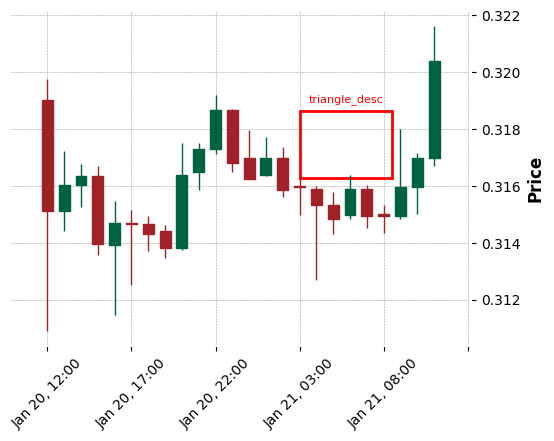 0.322
triangle_desc
0.320
0.318
0.316
0.314
0.312
Price
Jan 20, 12:00
Jan 20, 17:00
Jan 20, 22:00
Jan 21, 03:00
Jan 21, 08:00